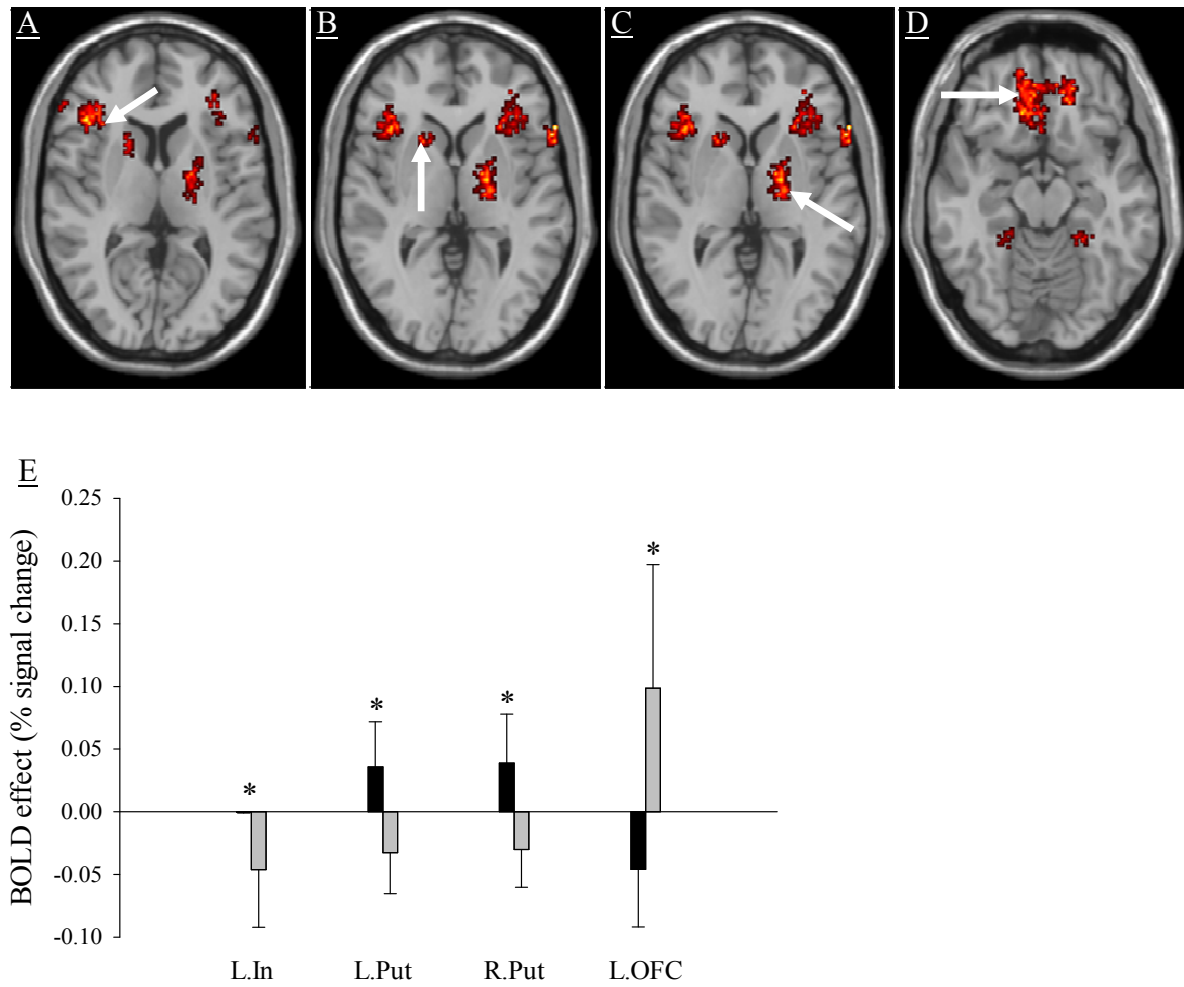 A B C D
E
BOLD effect (% signal change)
0.25
0.20
0.15
0.10
0.05
0.00
-0.05
-0.10
* * * *
L.In L.Put R.Put L.OFC